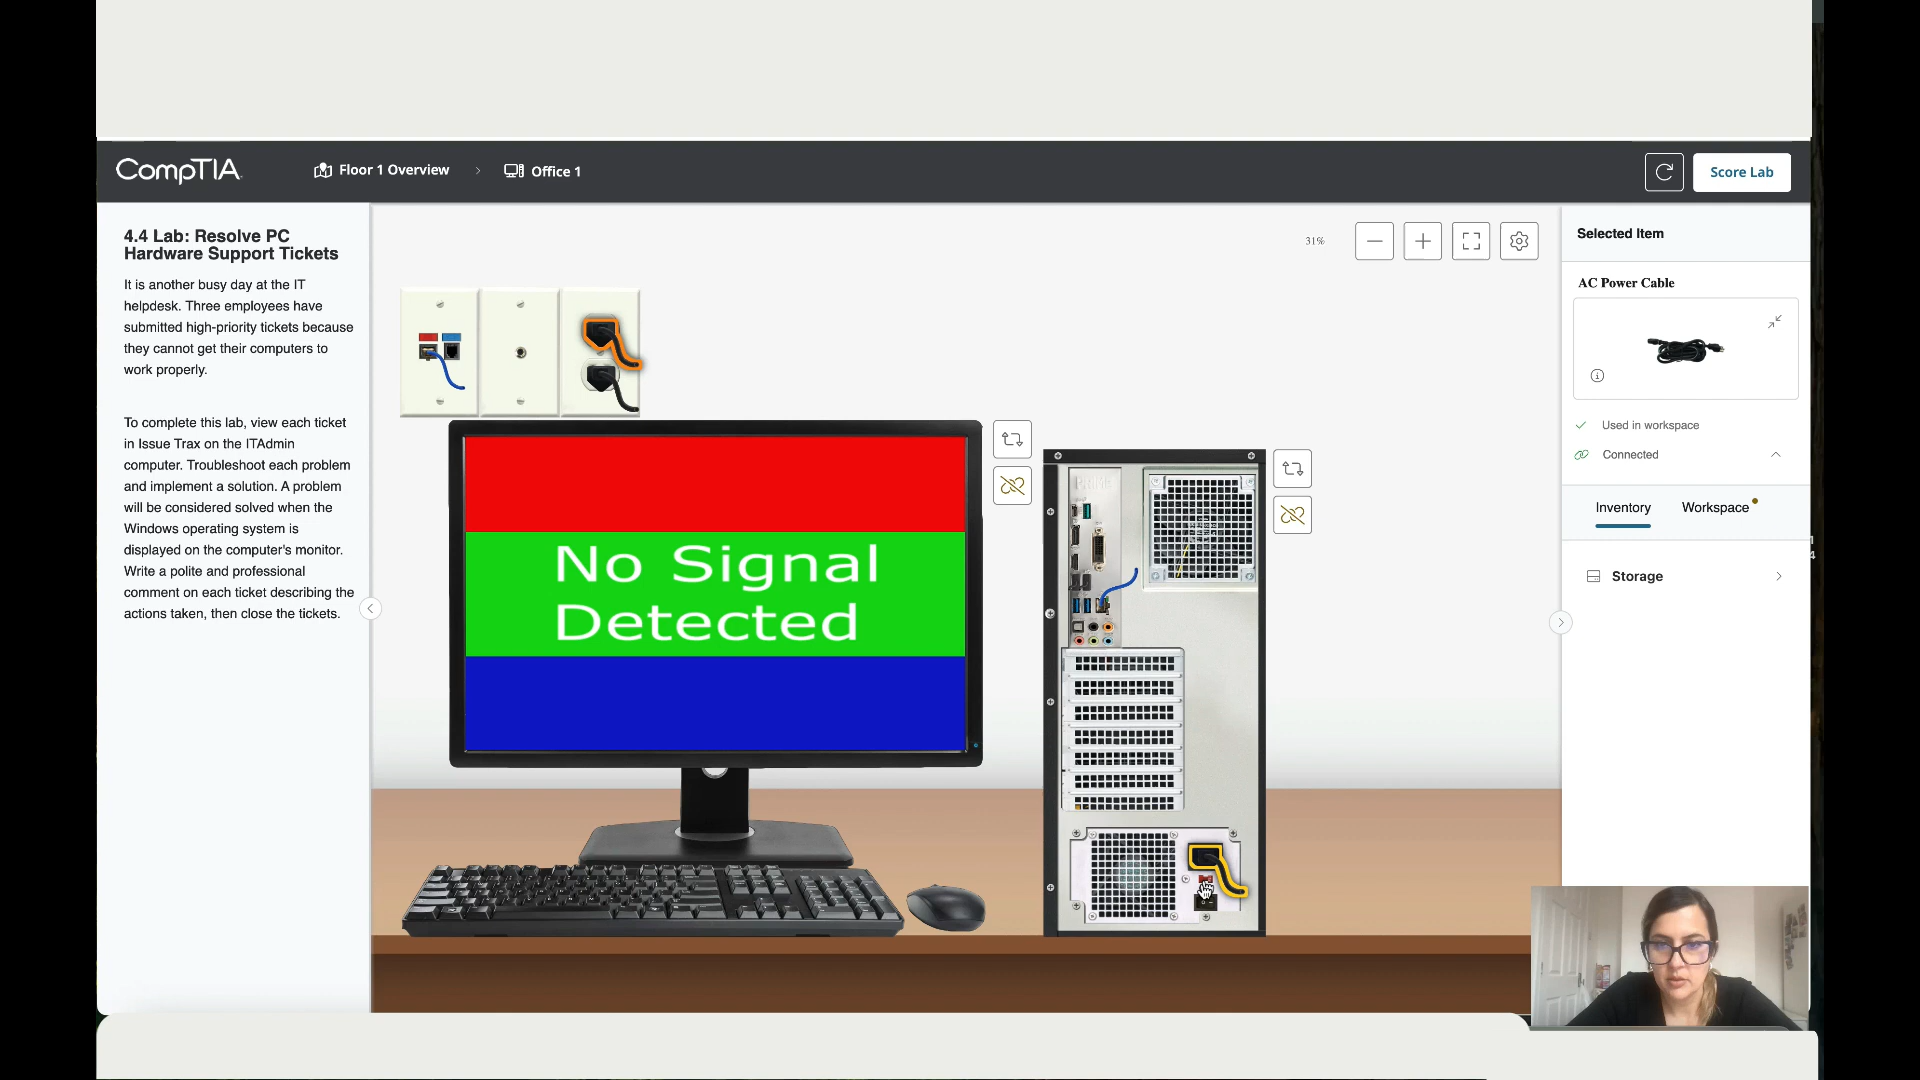 CompTIA
Floor 1 Overview
Office 1
Score Lab
4.4 Lab: Resolve PC
Hardware Support Tickets
It is another busy day at the IT
helpdesk. Three employees have
submitted high-priority tickets because
they cannot get their computers to
work properly.
To complete this lab, view each ticket
in Issue Trax on the ITAdmin
computer. Troubleshoot each problem
and implement a solution. A problem
will be considered solved when the
Windows operating system is
displayed on the computer's monitor.
Write a polite and professional
comment on each ticket describing the
actions taken, then close the tickets.
31%
No Signal
Detected
Selected Item
AC Power Cable
Used in workspace
Connected
Inventory
Workspace
Storage